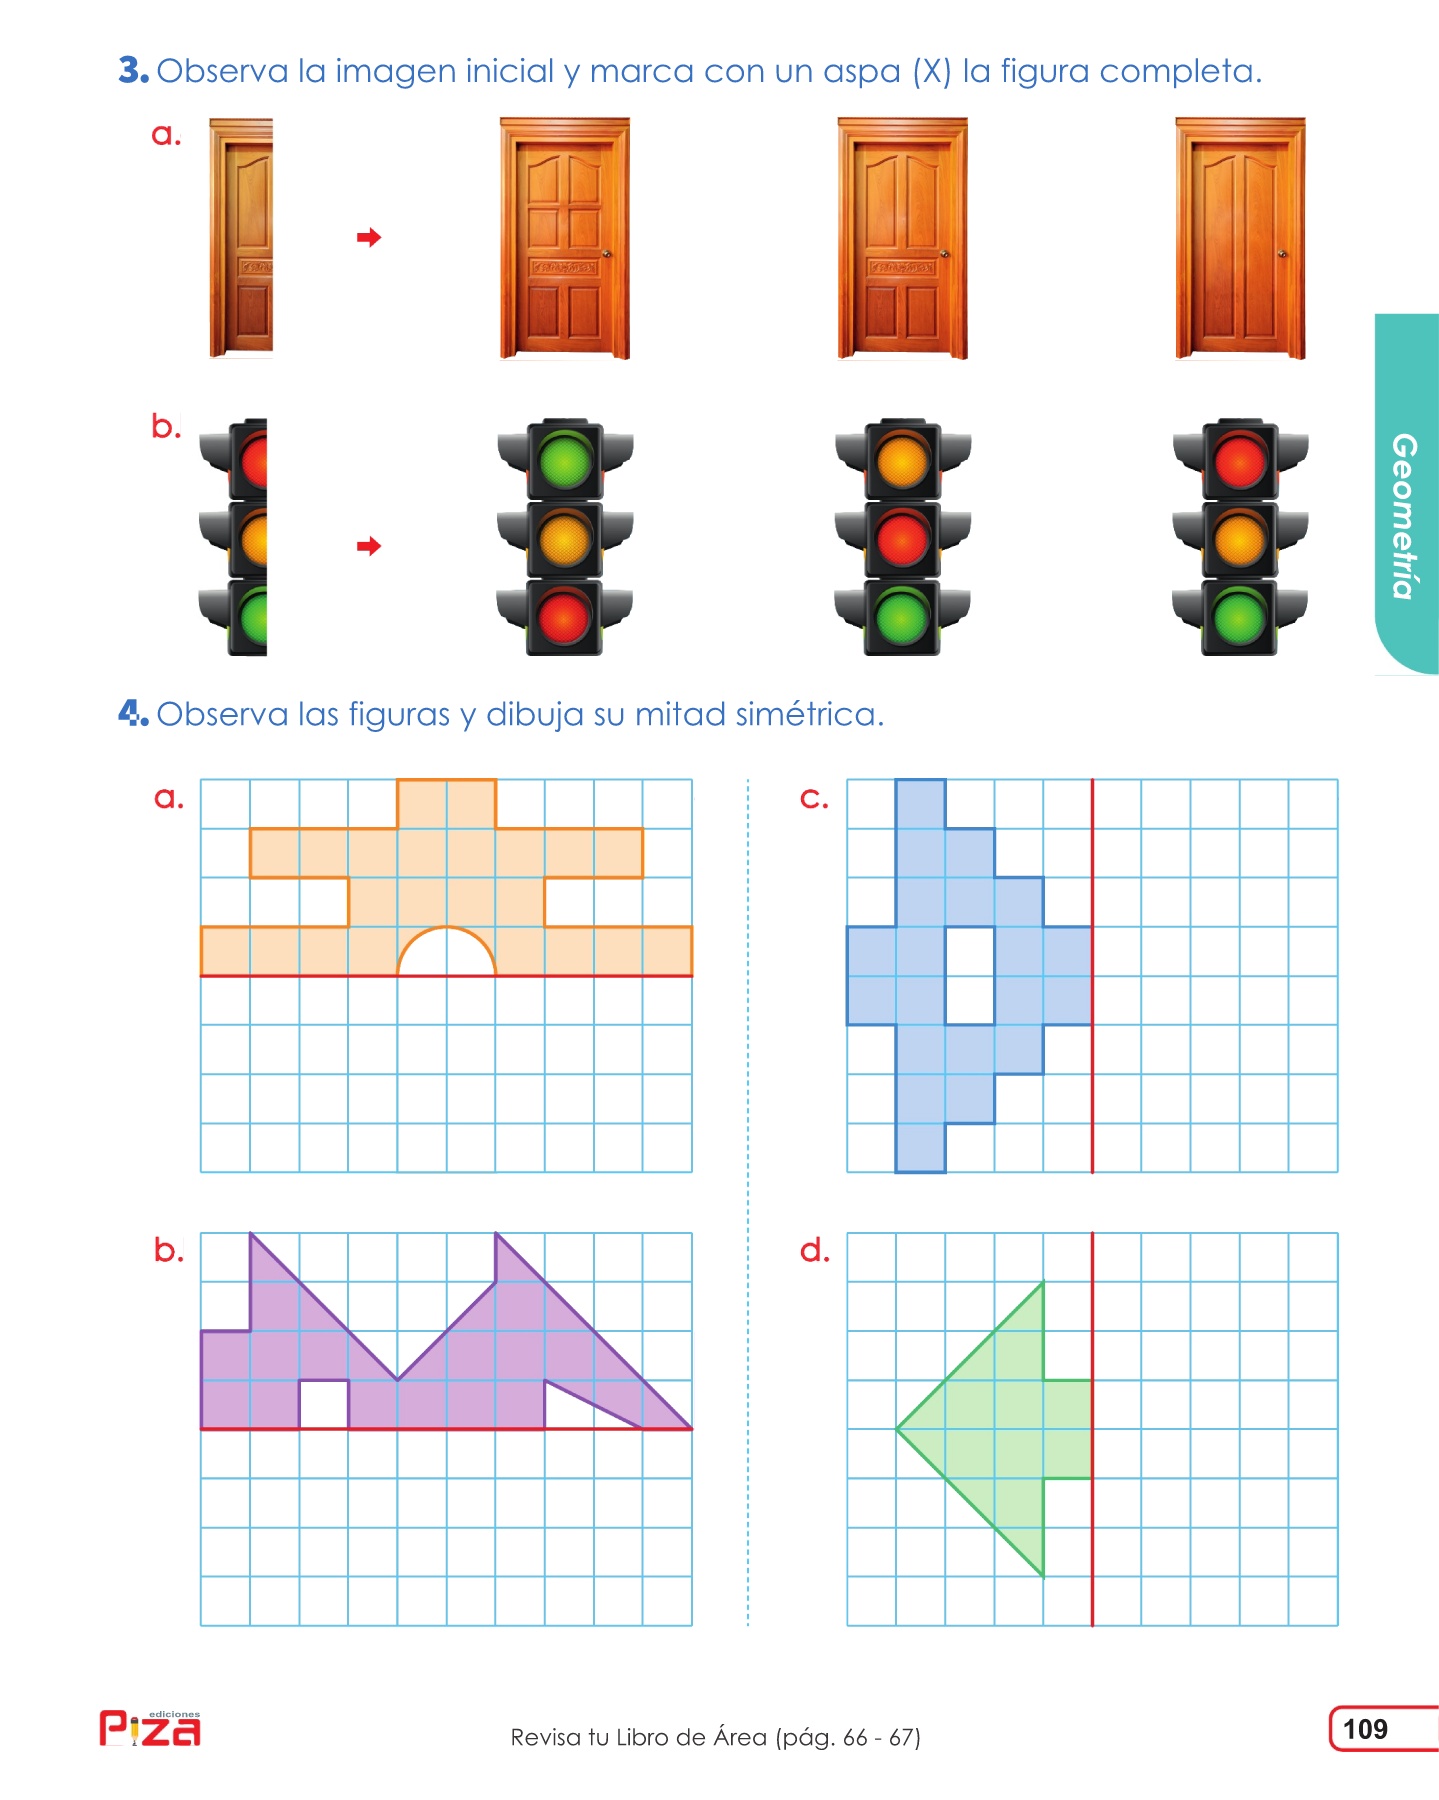 3. Observa la imagen inicial y marca con un aspa (X) la figura completa.
a.
b.
Geometría
4. Observa las figuras y dibuja su mitad simétrica.
a.
c.
b.
d.
ediciones
Piza
Revisa tu Libro de Área (pág. 66 - 67)
109